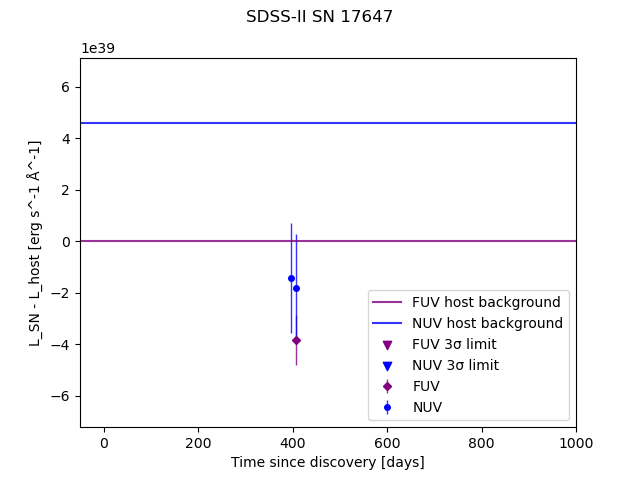 SDSS-II SN 17647
1e39
L_SN - L_host [erg s^-1 Å^-1]
6
4
2
0
−2
−4
−6
0 200 400 600 800 1000
Time since discovery [days]
FUV host background
NUV host background
FUV 3σ limit
NUV 3σ limit
FUV
NUV